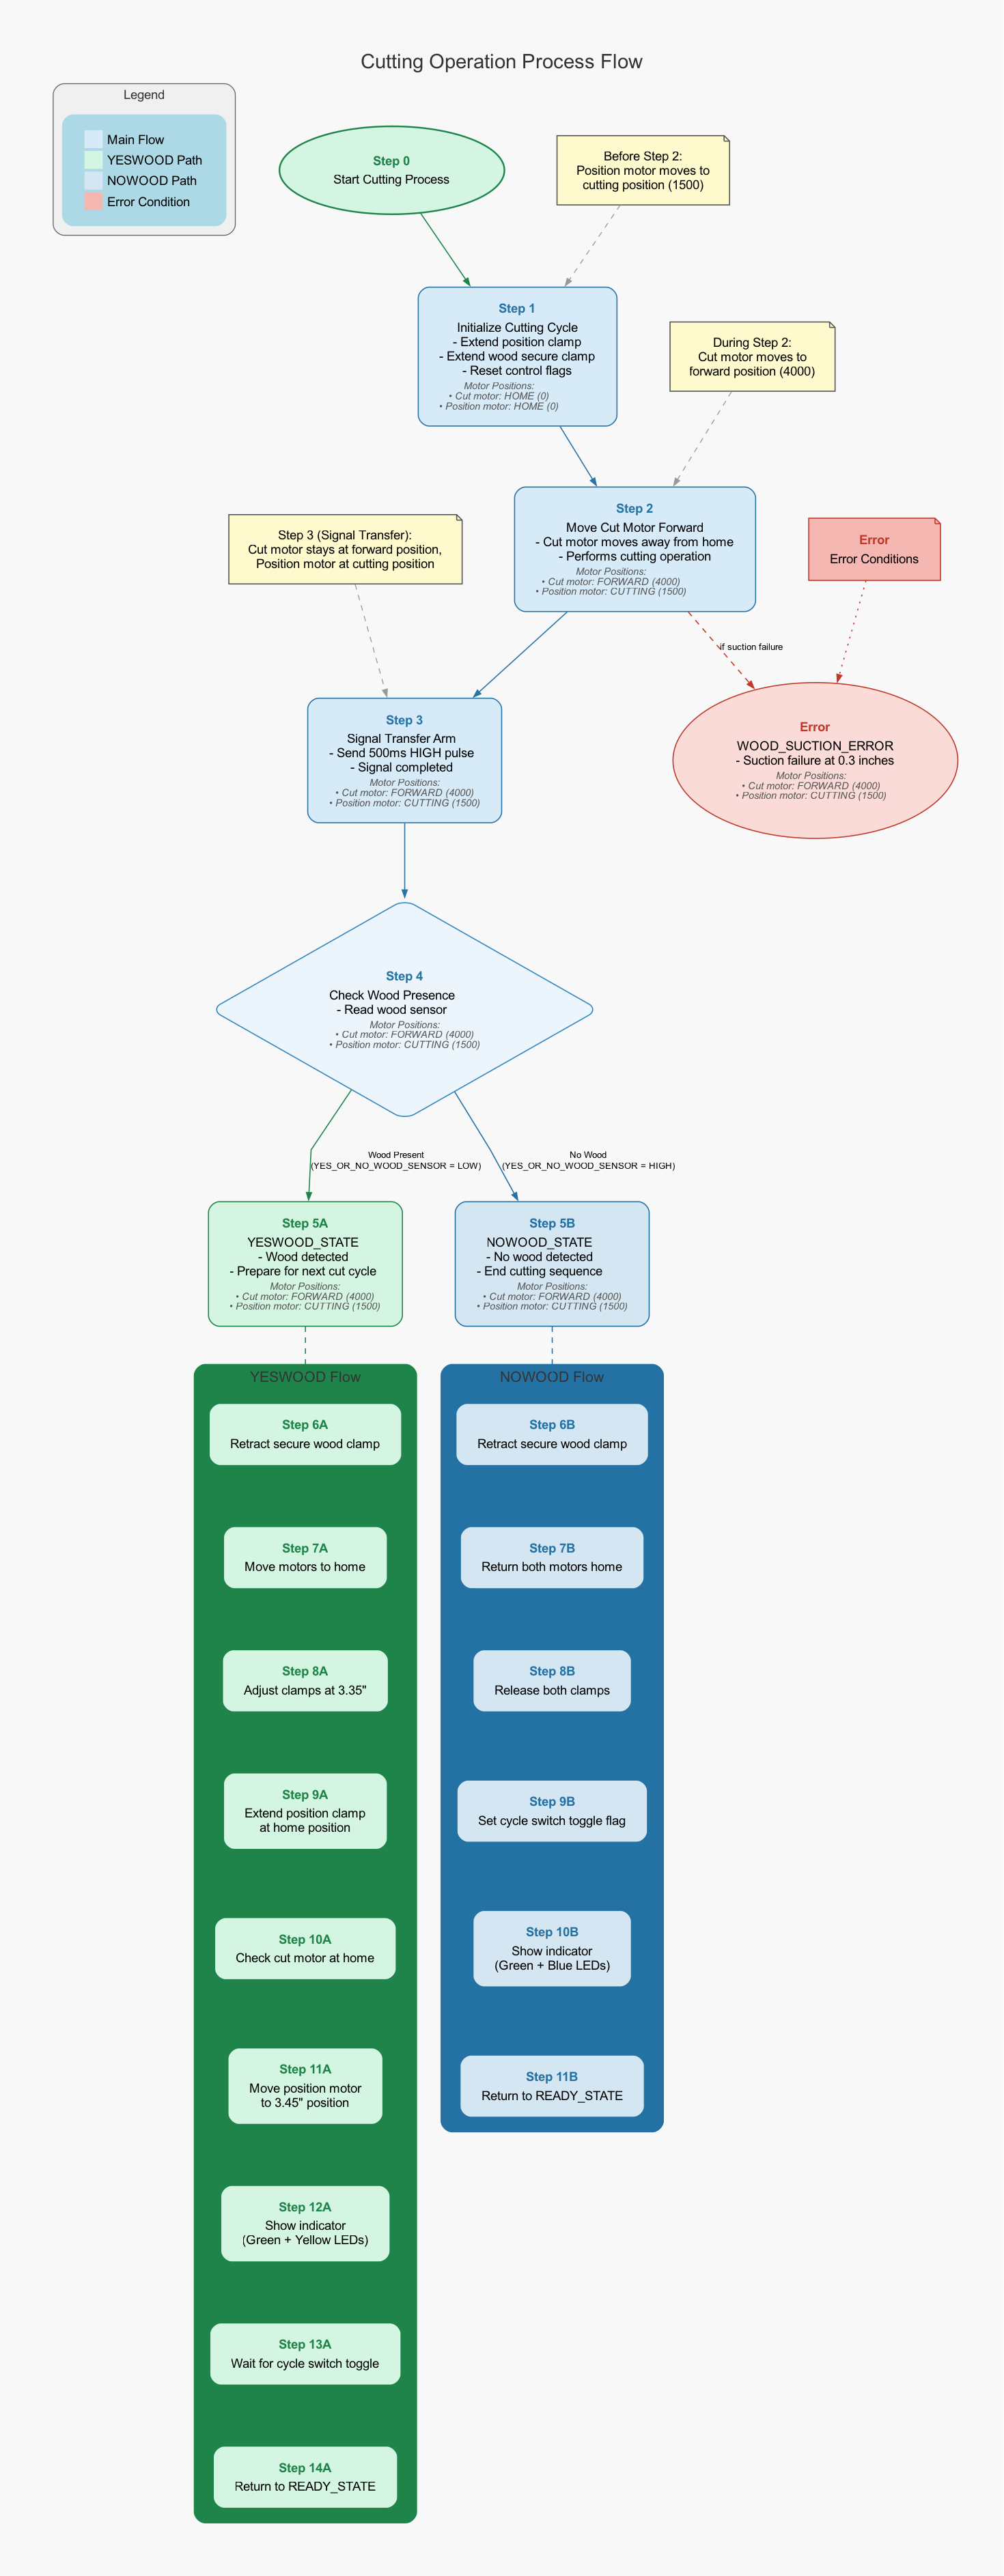 Cutting Operation Process Flow
Legend
Main Flow
YESWOOD Path
NOWOOD Path
Error Condition
Step 0
Start Cutting Process
Before Step 2:
Position motor moves to
cutting position (1500)
Step 1
Initialize Cutting Cycle
- Extend position clamp
- Extend wood secure clamp
- Reset control flags
Motor Positions:
• Cut motor: HOME (0)
• Position motor: HOME (0)
During Step 2:
Cut motor moves to
forward position (4000)
Step 2
Move Cut Motor Forward
- Cut motor moves away from home
- Performs cutting operation
Motor Positions:
• Cut motor: FORWARD (4000)
• Position motor: CUTTING (1500)
Step 3 (Signal Transfer):
Cut motor stays at forward position,
Position motor at cutting position
Error
Error Conditions
if suction failure
Step 3
Signal Transfer Arm
- Send 500ms HIGH pulse
- Signal completed
Motor Positions:
• Cut motor: FORWARD (4000)
• Position motor: CUTTING (1500)
Error
WOOD_SUCTION_ERROR
- Suction failure at 0.3 inches
Motor Positions:
• Cut motor: FORWARD (4000)
• Position motor: CUTTING (1500)
Step 4
Check Wood Presence
- Read wood sensor
Motor Positions:
• Cut motor: FORWARD (4000)
• Position motor: CUTTING (1500)
Wood Present
(YES_OR_NO_WOOD_SENSOR = LOW)
No Wood
(YES_OR_NO_WOOD_SENSOR = HIGH)
Step 5A
YESWOOD_STATE
- Wood detected
- Prepare for next cut cycle
Motor Positions:
• Cut motor: FORWARD (4000)
• Position motor: CUTTING (1500)
Step 5B
NOWOOD_STATE
- No wood detected
- End cutting sequence
Motor Positions:
• Cut motor: FORWARD (4000)
• Position motor: CUTTING (1500)
YESWOOD Flow
Step 6A
Retract secure wood clamp
Step 7A
Move motors to home
Step 8A
Adjust clamps at 3.35"
Step 9A
Extend position clamp
at home position
Step 10A
Check cut motor at home
Step 11A
Move position motor
to 3.45" position
Step 12A
Show indicator
(Green + Yellow LEDs)
Step 13A
Wait for cycle switch toggle
Step 14A
Return to READY_STATE
NOWOOD Flow
Step 6B
Retract secure wood clamp
Step 7B
Return both motors home
Step 8B
Release both clamps
Step 9B
Set cycle switch toggle flag
Step 10B
Show indicator
(Green + Blue LEDs)
Step 11B
Return to READY_STATE